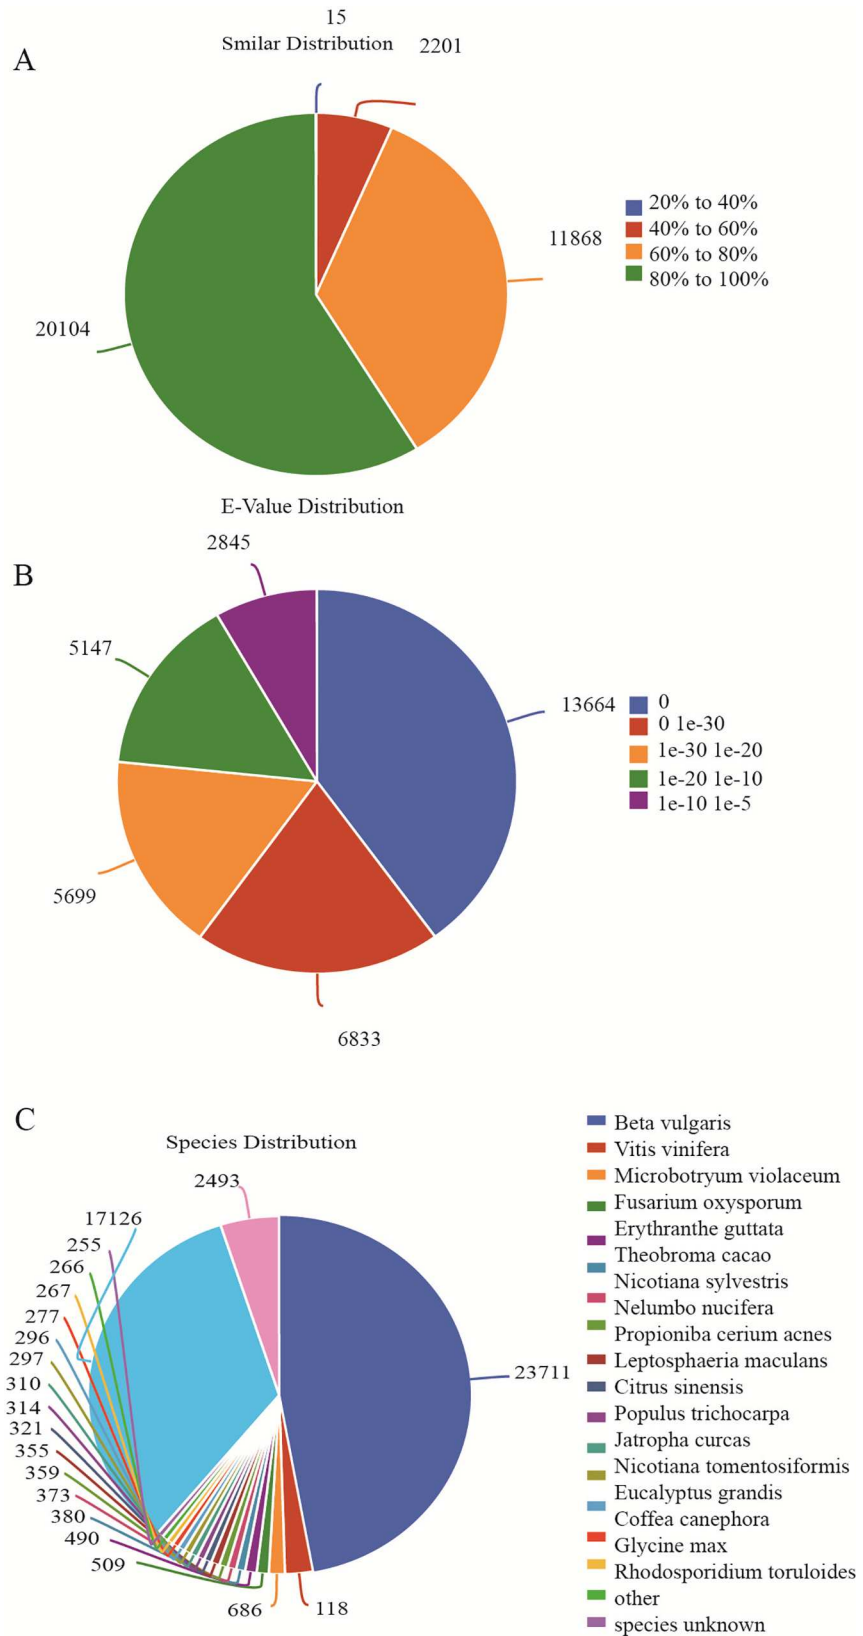 15
Smilar Distribution
2201
A
11868
20104
20% to 40%
40% to 60%
60% to 80%
80% to 100%
E-Value Distribution
2845
B
5147
13664
5699
6833
0
0 1e-30
1e-30 1e-20
1e-20 1e-10
1e-10 1e-5
C
Species Distribution
2493
17126
255
266
267
277
296
297
310
314
321
355
359
373
380
490
509
686
118
23711
Beta vulgaris
Vitis vinifera
Microbotryum violaceum
Fusarium oxysporum
Erythranthe guttata
Theobroma cacao
Nicotiana sylvestris
Nelumbo nucifera
Propioniba cerium acnes
Leptosphaeria maculans
Citrus sinensis
Populus trichocarpa
Jatropha curcas
Nicotiana tomentosiformis
Eucalyptus grandis
Coffea canephora
Glycine max
Rhodosporidium toruloides
other
species unknown